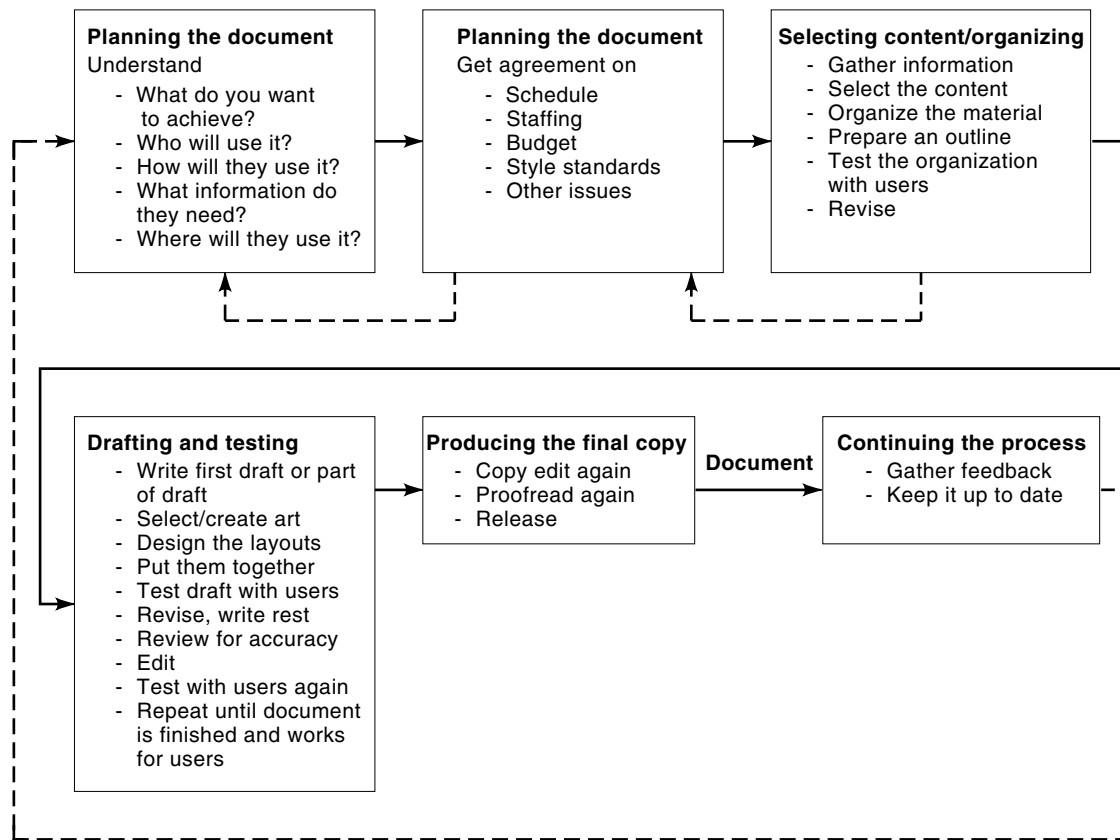 Planning the document
Understand
- What do you want
to achieve?
- Who will use it?
- How will they use it?
- What information do
they need?
- Where will they use it?
Planning the document
Get agreement on
- Schedule
- Staffing
- Budget
- Style standards
- Other issues
Selecting content/organizing
- Gather information
- Select the content
- Organize the material
- Prepare an outline
- Test the organization
with users
- Revise
Drafting and testing
- Write first draft or part
of draft
- Select/create art
- Design the layouts
- Put them together
- Test draft with users
- Revise, write rest
- Review for accuracy
- Edit
- Test with users again
- Repeat until document
is finished and works
for users
Producing the final copy
- Copy edit again
- Proofread again
- Release
Document
Continuing the process
- Gather feedback
- Keep it up to date